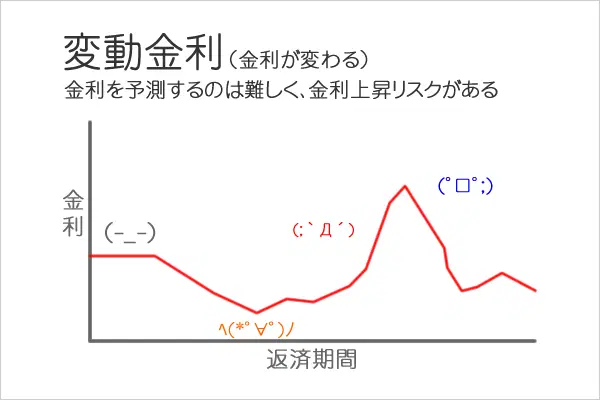 変動金利(金利が変わる)
金利を予測するのは難しく、金利上昇リスクがある
金利
(-_-)
(;`Д´)
(ﾟロﾟ;)
ヘ(*ﾟ∀ﾟ)ノ
返済期間